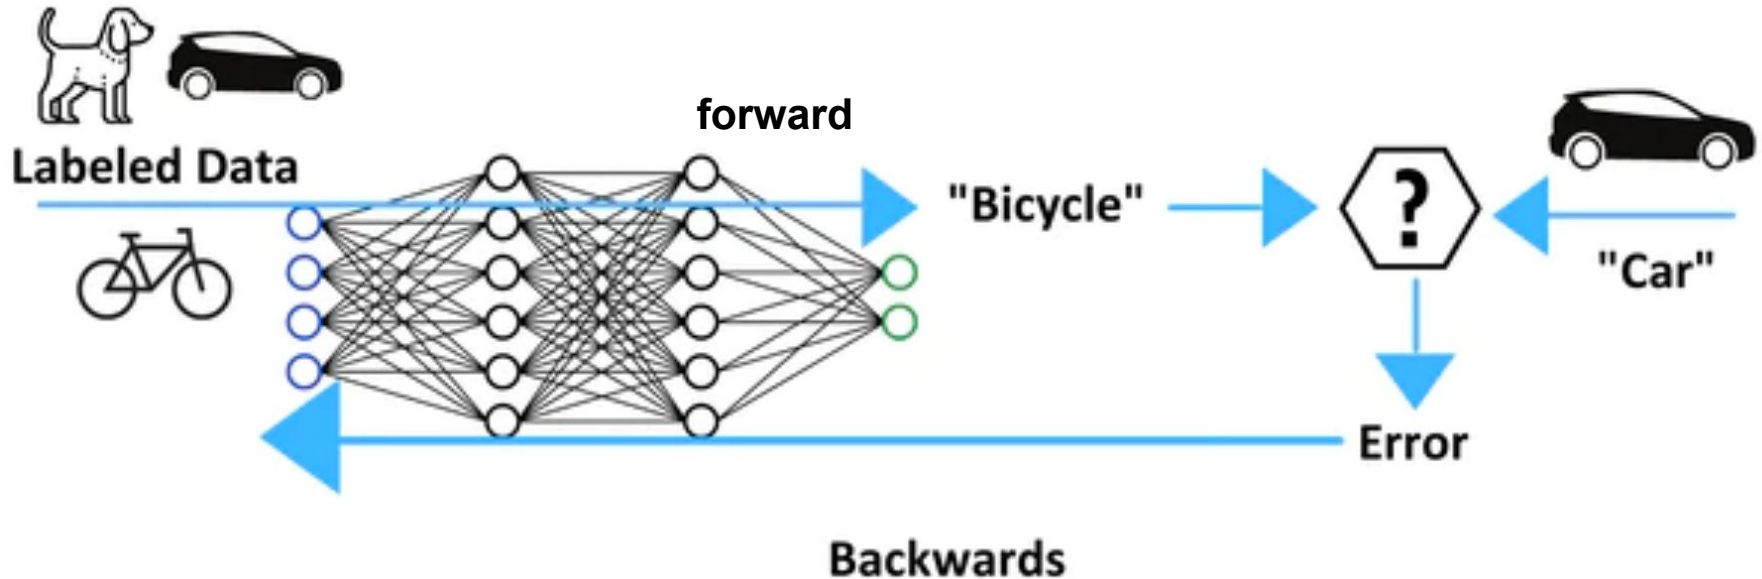 forward
Labeled Data
"Bicycle"
?
"Car"
Error
Backwards